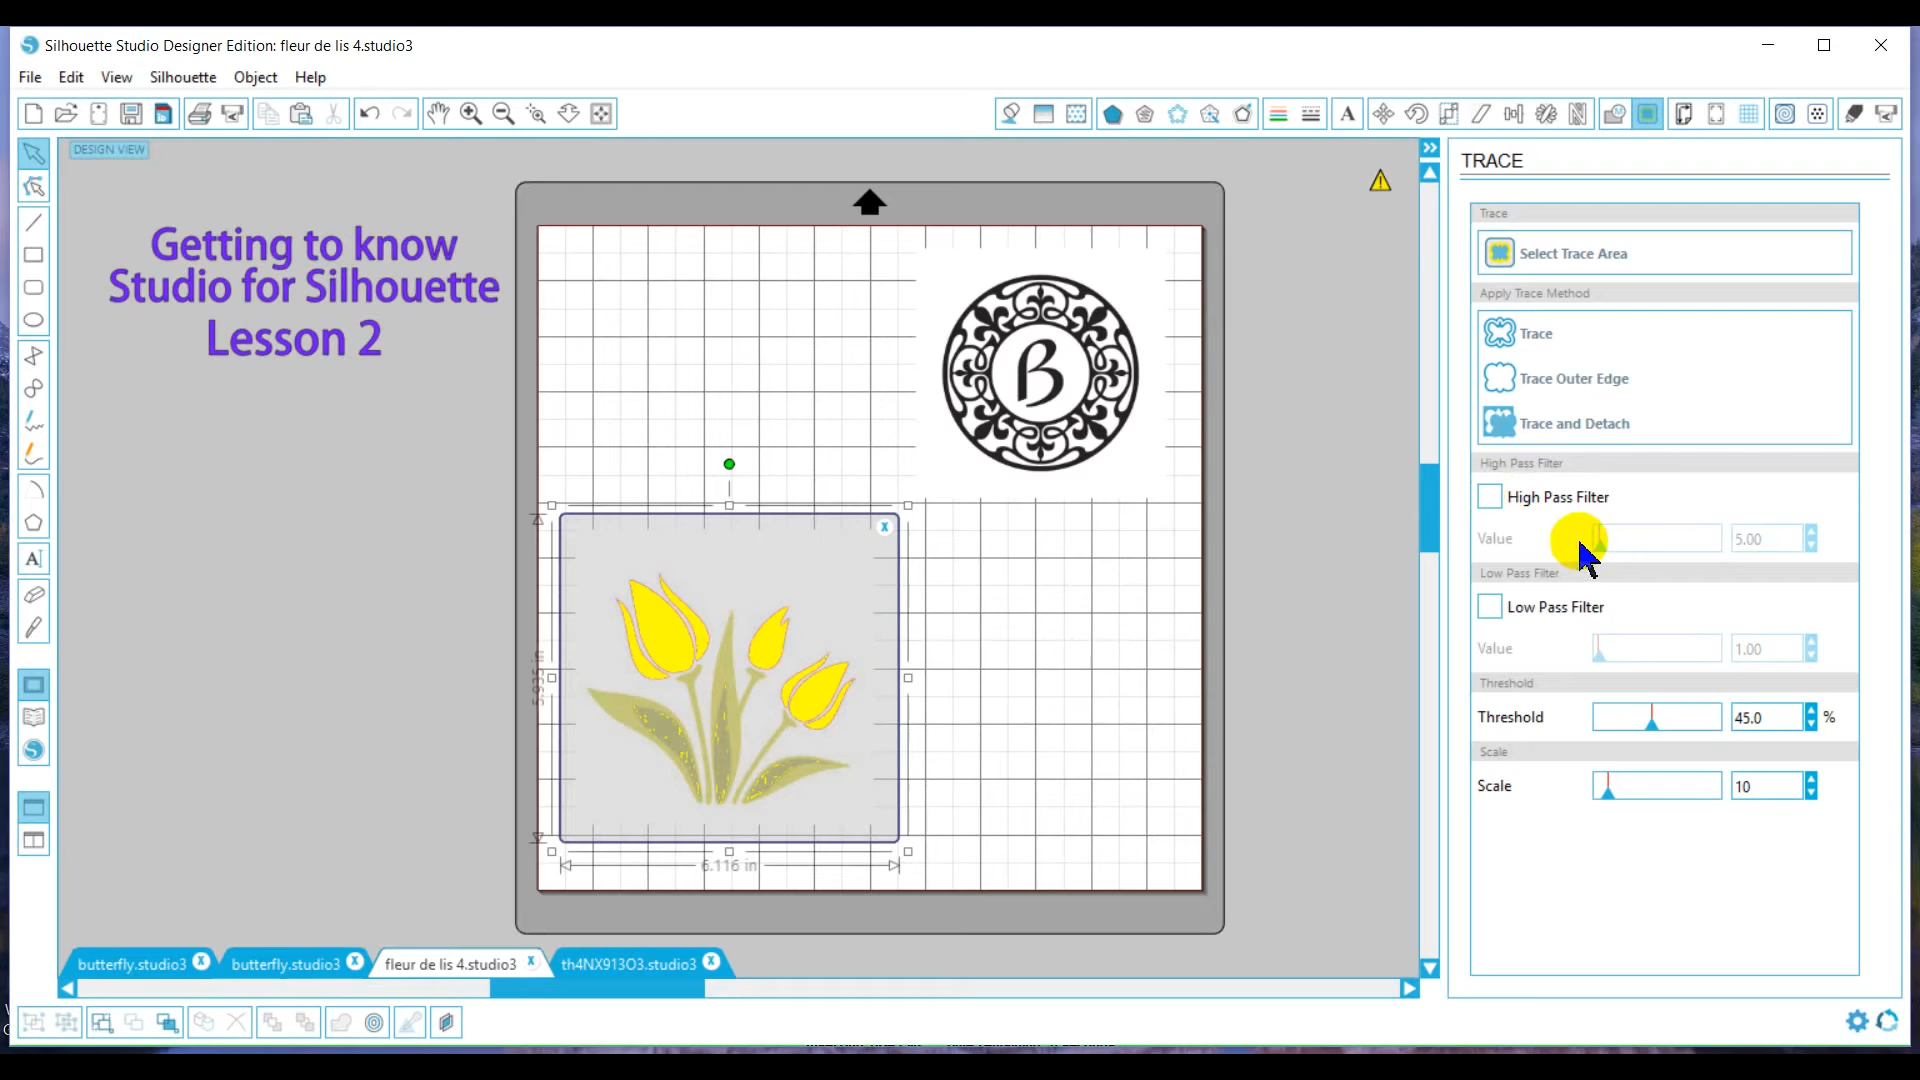 Silhouette Studio Designer Edition: fleur de lis 4.studio3
File Edit View Silhouette Object Help
DESIGN VIEW
Getting to know
Studio for Silhouette
Lesson 2
B
5.935 in
6.116 in
TRACE
Trace
Select Trace Area
Apply Trace Method
Trace
Trace Outer Edge
Trace and Detach
High Pass Filter
High Pass Filter
Value 5.00
Low Pass Filter
Low Pass Filter
Value 1.00
Threshold
Threshold 45.0 %
Scale
Scale 10
butterfly.studio3 butterfly.studio3 fleur de lis 4.studio3 th4NX913O3.studio3